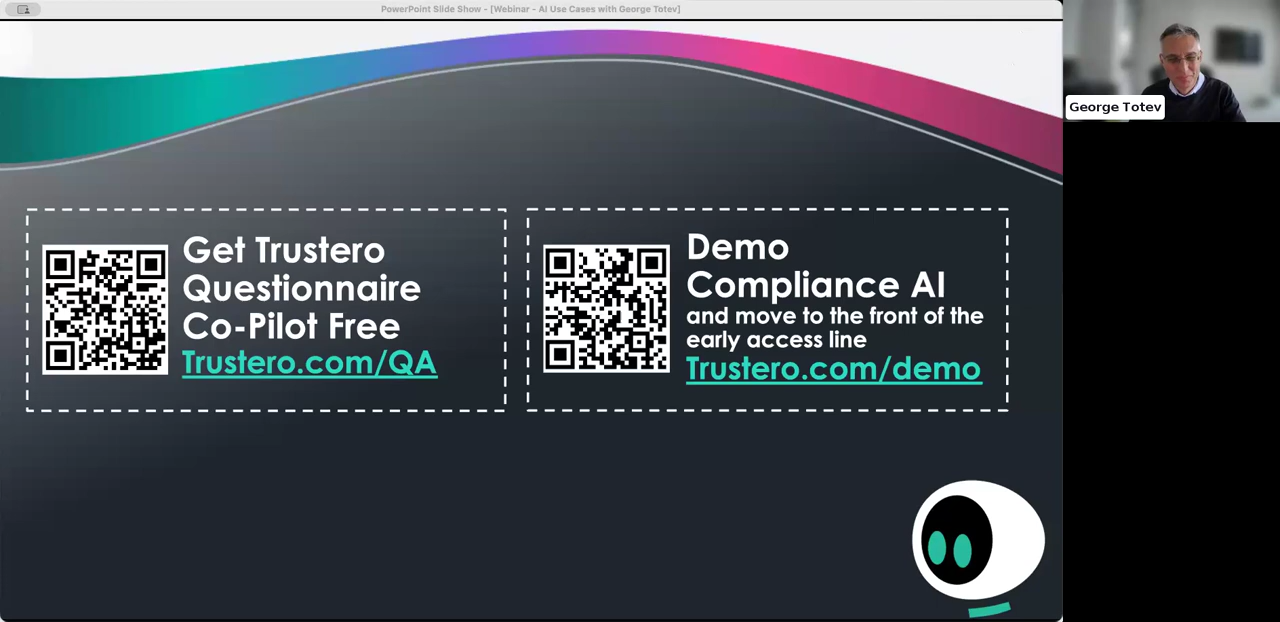 PowerPoint Slide Show - [Webinar - AI Use Cases with George Totev]
George Totev
Get Trustero
Questionnaire
Co-Pilot Free
Trustero.com/QA
Demo
Compliance AI
and move to the front of the
early access line
Trustero.com/demo